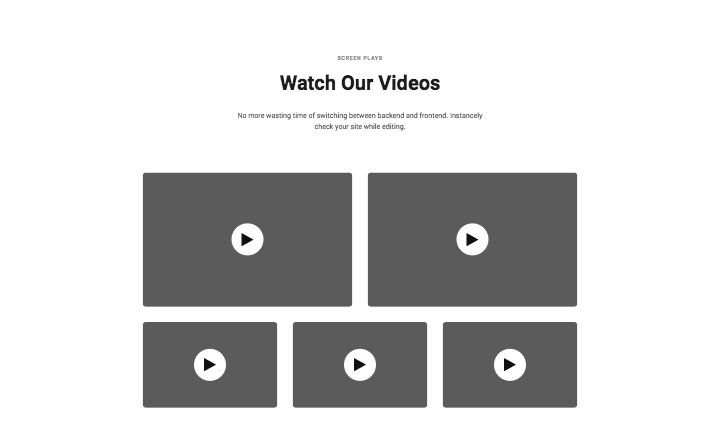 SCREEN PLAYS
Watch Our Videos
No more wasting time of switching between backend and frontend. Instancely
check your site while editing.